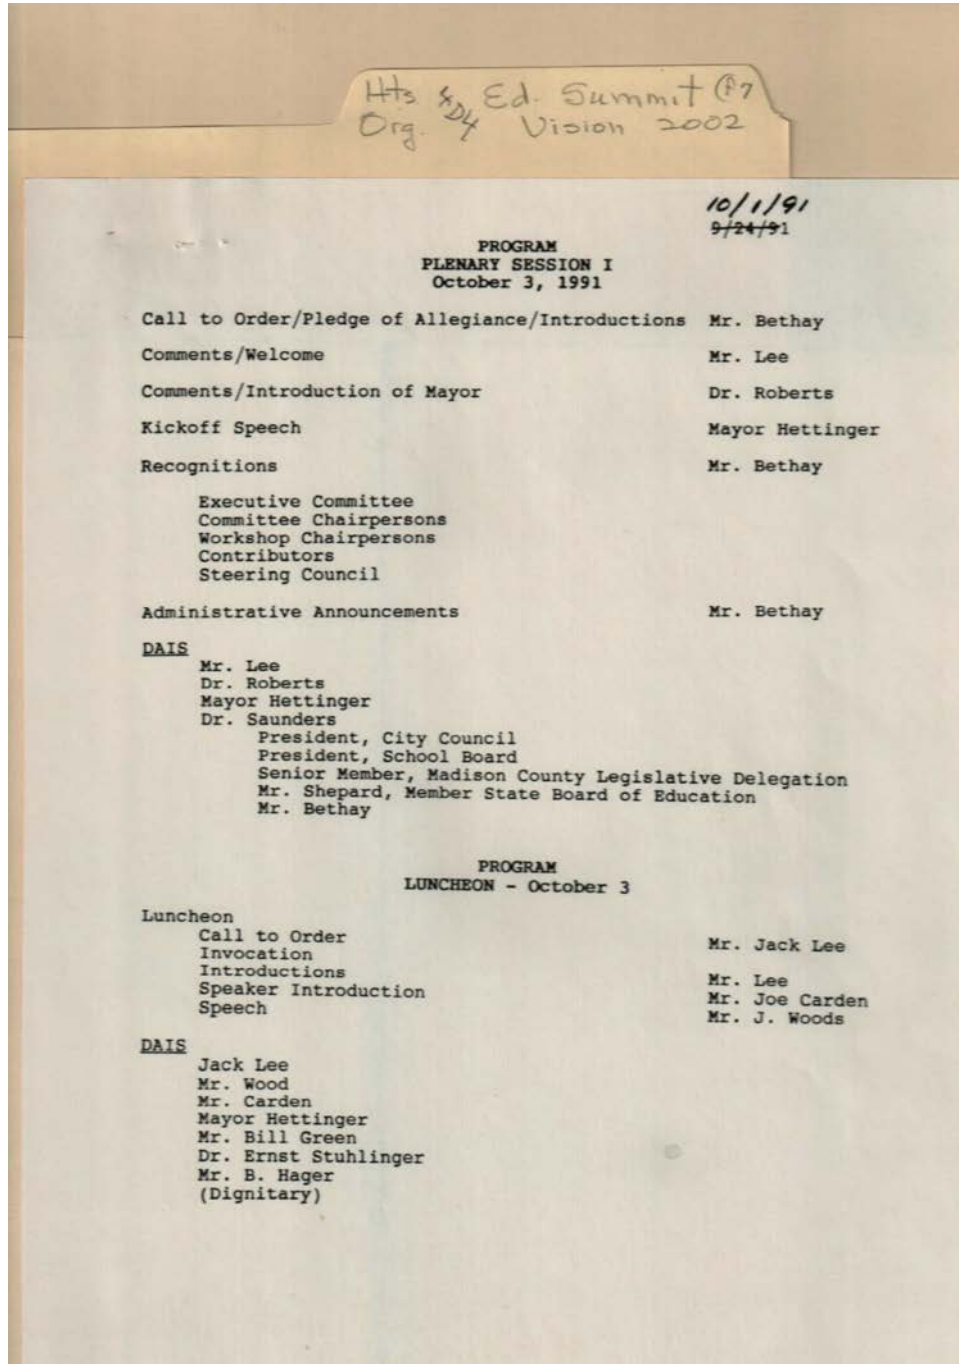 Hts & Ed. Summit
Org. D4 Vision 2002
10/1/91
9/24/91
PROGRAM
PLENARY SESSION I
October 3, 1991
Call to Order/Pledge of Allegiance/Introductions Mr. Bethay
Comments/Welcome Mr. Lee
Comments/Introduction of Mayor Dr. Roberts
Kickoff Speech Mayor Hettinger
Recognitions Mr. Bethay
Executive Committee
Committee Chairpersons
Workshop Chairpersons
Contributors
Steering Council
Administrative Announcements Mr. Bethay
DAIS
Mr. Lee
Dr. Roberts
Mayor Hettinger
Dr. Saunders
President, City Council
President, School Board
Senior Member, Madison County Legislative Delegation
Mr. Shepard, Member State Board of Education
Mr. Bethay
PROGRAM
LUNCHEON - October 3
Luncheon
Call to Order Mr. Jack Lee
Invocation
Introductions Mr. Lee
Speaker Introduction Mr. Joe Carden
Speech Mr. J. Woods
DAIS
Jack Lee
Mr. Wood
Mr. Carden
Mayor Hettinger
Mr. Bill Green
Dr. Ernst Stuhlinger
Mr. B. Hager
(Dignitary)